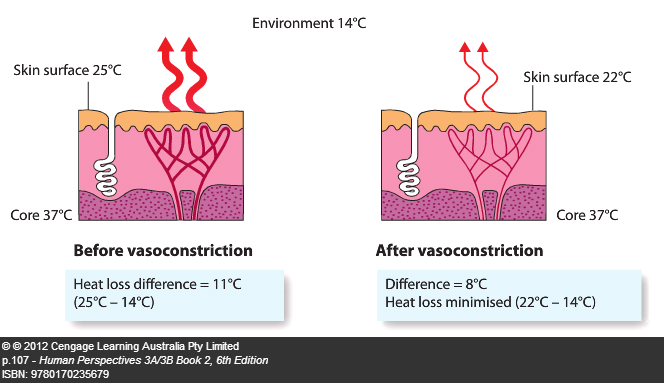 Environment 14°C
Skin surface 25°C
Skin surface 22°C
Core 37°C
Core 37°C
Before vasoconstriction
After vasoconstriction
Heat loss difference = 11°C
(25°C – 14°C)
Difference = 8°C
Heat loss minimised (22°C – 14°C)
© © 2012 Cengage Learning Australia Pty Limited
p.107 - Human Perspectives 3A/3B Book 2, 6th Edition
ISBN: 9780170235679